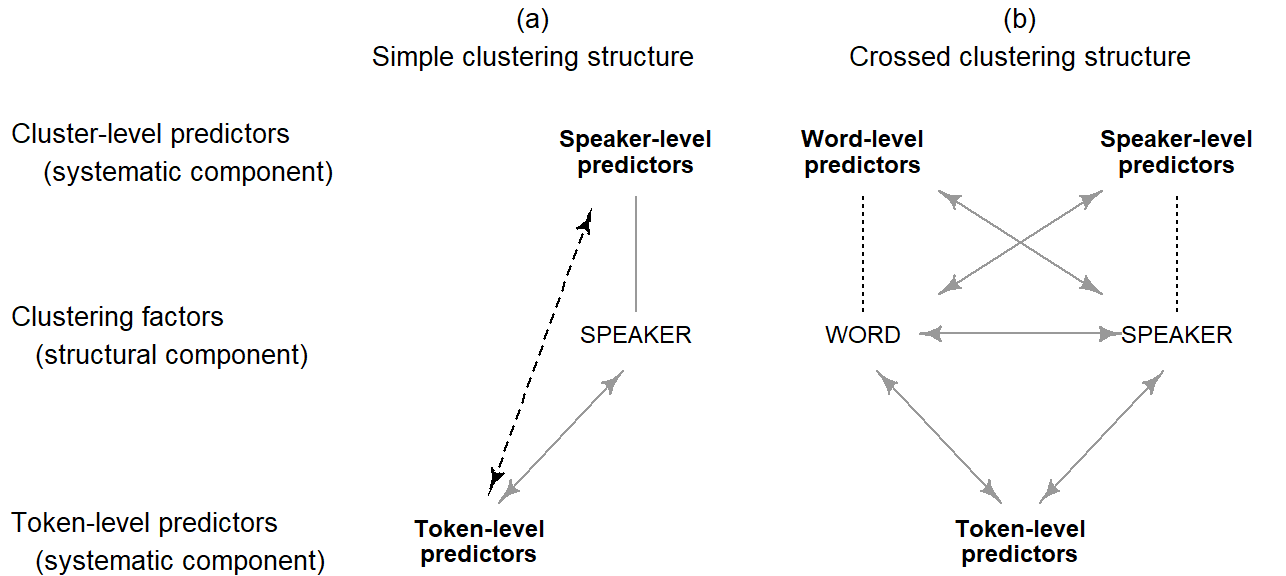 (a)
Simple clustering structure
(b)
Crossed clustering structure
Cluster-level predictors
(systematic component)
Speaker-level
predictors
Word-level
predictors
Speaker-level
predictors
Clustering factors
(structural component)
SPEAKER
WORD
SPEAKER
Token-level predictors
(systematic component)
Token-level
predictors
Token-level
predictors